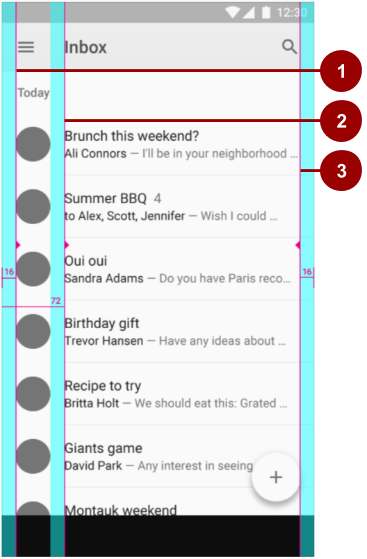 12:30
Inbox
1
Today
2
Brunch this weekend?
Ali Connors — I'll be in your neighborhood ...
3
Summer BBQ 4
to Alex, Scott, Jennifer — Wish I could ...
Oui oui
16
Sandra Adams — Do you have Paris reco...
16
72
Birthday gift
Trevor Hansen — Have any ideas about ...
Recipe to try
Britta Holt — We should eat this: Grated ...
Giants game
David Park — Any interest in seeing
+
Montauk weekend